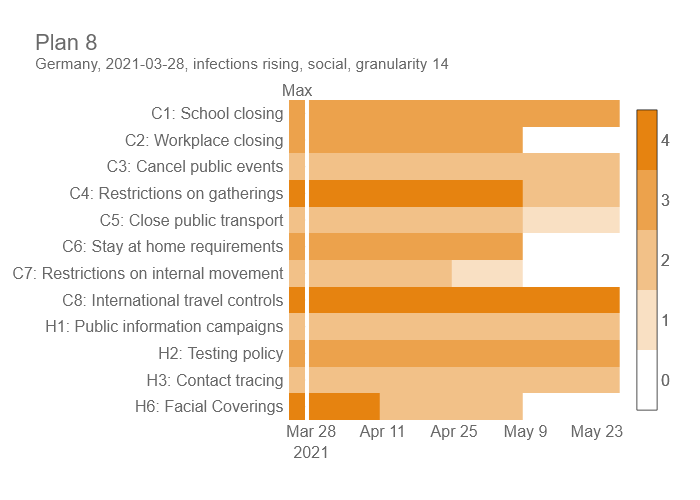 Plan 8
Germany, 2021-03-28, infections rising, social, granularity 14
Max
C1: School closing
C2: Workplace closing
C3: Cancel public events
C4: Restrictions on gatherings
C5: Close public transport
C6: Stay at home requirements
C7: Restrictions on internal movement
C8: International travel controls
H1: Public information campaigns
H2: Testing policy
H3: Contact tracing
H6: Facial Coverings
Mar 28 Apr 11 Apr 25 May 9 May 23
2021
4
3
2
1
0